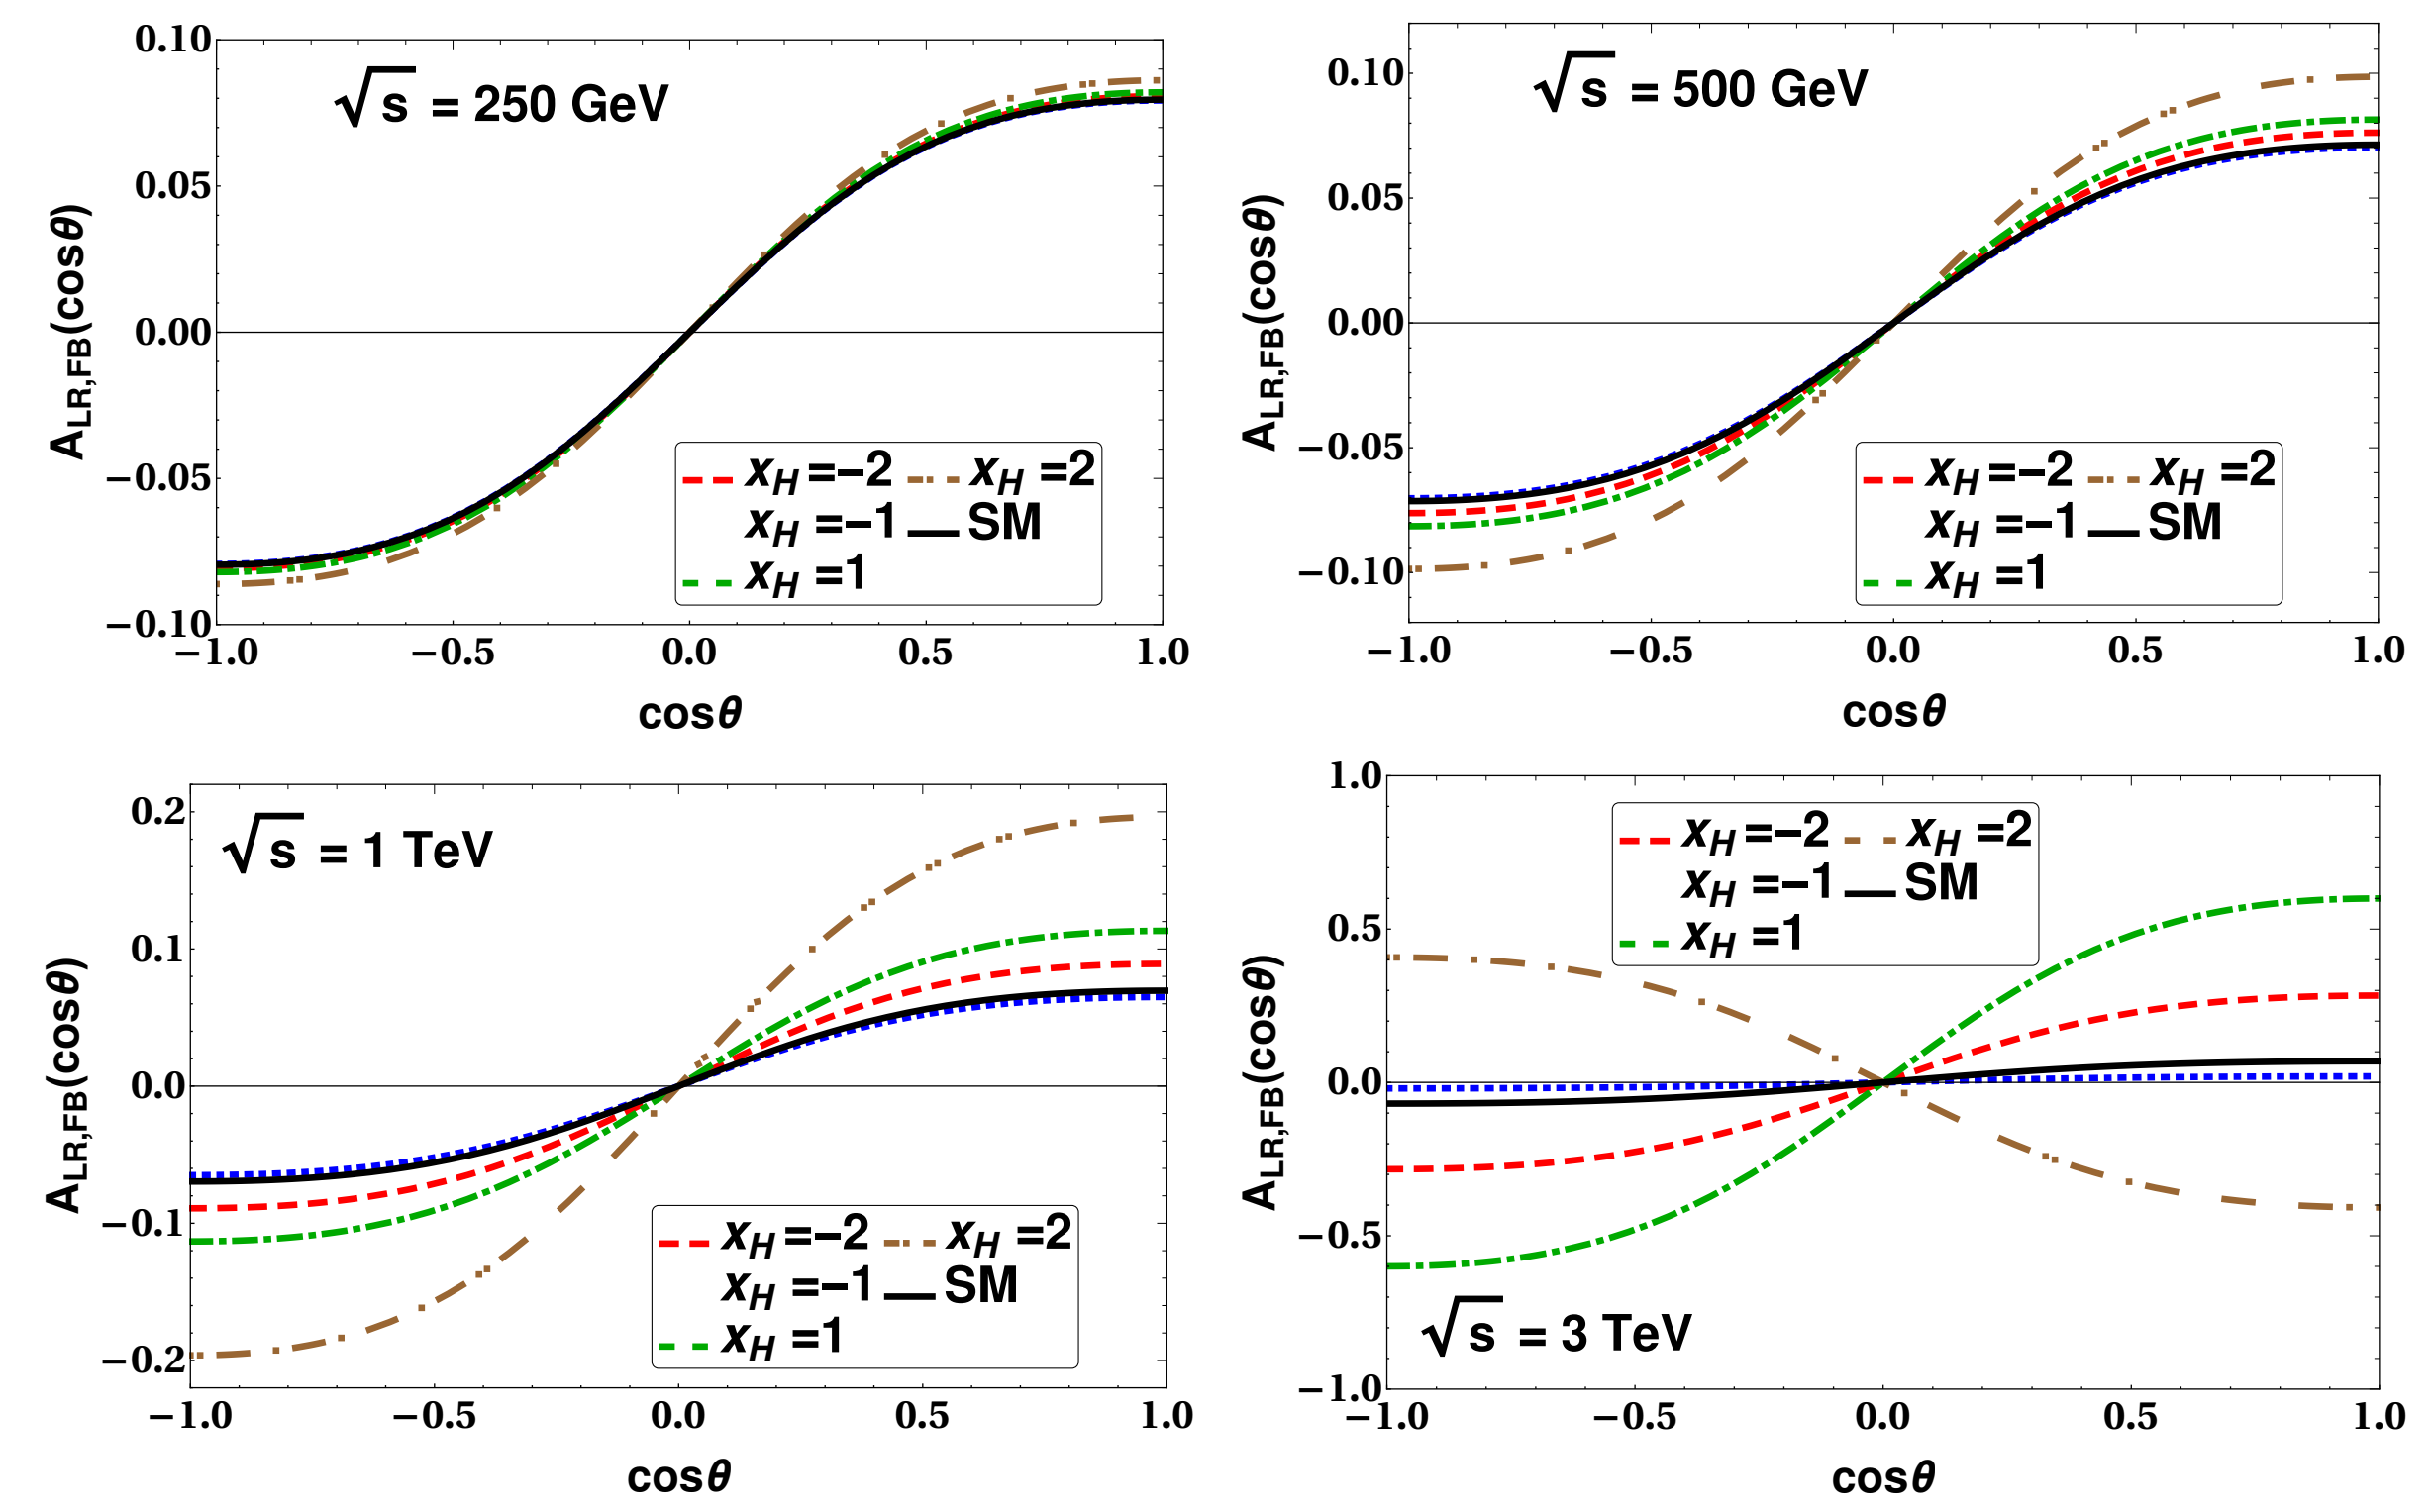 0.10
0.05
0.00
−0.05
−0.10
A_LR,FB(cosθ)
√s = 250 GeV
x_H =−2 x_H =2
x_H =−1 SM
x_H =1
−1.0 −0.5 0.0 0.5 1.0
cosθ
0.10
0.05
0.00
−0.05
−0.10
A_LR,FB(cosθ)
√s = 500 GeV
x_H =−2 x_H =2
x_H =−1 SM
x_H =1
−1.0 −0.5 0.0 0.5 1.0
cosθ
0.2
0.1
0.0
−0.1
−0.2
A_LR,FB(cosθ)
√s = 1 TeV
x_H =−2 x_H =2
x_H =−1 SM
x_H =1
−1.0 −0.5 0.0 0.5 1.0
cosθ
1.0
0.5
0.0
−0.5
−1.0
A_LR,FB(cosθ)
x_H =−2 x_H =2
x_H =−1 SM
x_H =1
√s = 3 TeV
−1.0 −0.5 0.0 0.5 1.0
cosθ